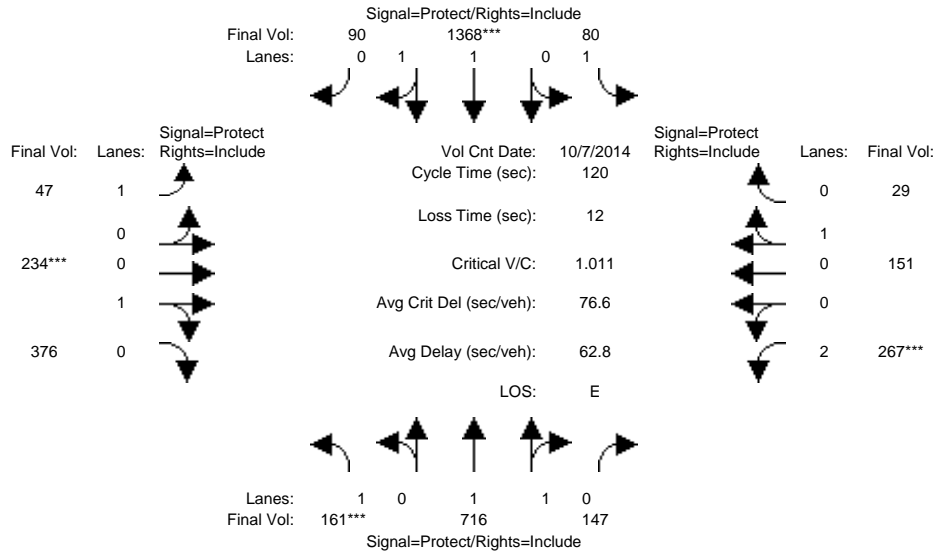 Signal=Protect/Rights=Include
Final Vol: 90 1368*** 80
Lanes: 0 1 1 0 1
Signal=Protect Signal=Protect
Final Vol: Lanes: Rights=Include Vol Cnt Date: 10/7/2014 Rights=Include Lanes: Final Vol:
Cycle Time (sec): 120
47 1 0 29
Loss Time (sec): 12
0 1
234*** 0 Critical V/C: 1.011 0 151
1 Avg Crit Del (sec/veh): 76.6 0
376 0 Avg Delay (sec/veh): 62.8 2 267***
LOS: E
Lanes: 1 0 1 1 0
Final Vol: 161*** 716 147
Signal=Protect/Rights=Include